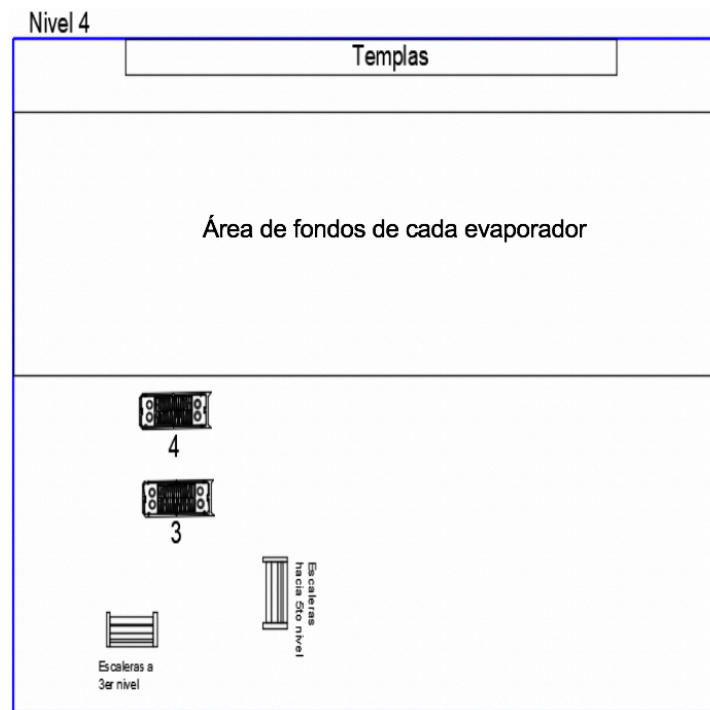 Nivel 4
Templas
Área de fondos de cada evaporador
4
3
Escaleras
hacia 5to nivel
Escaleras a
3er nivel